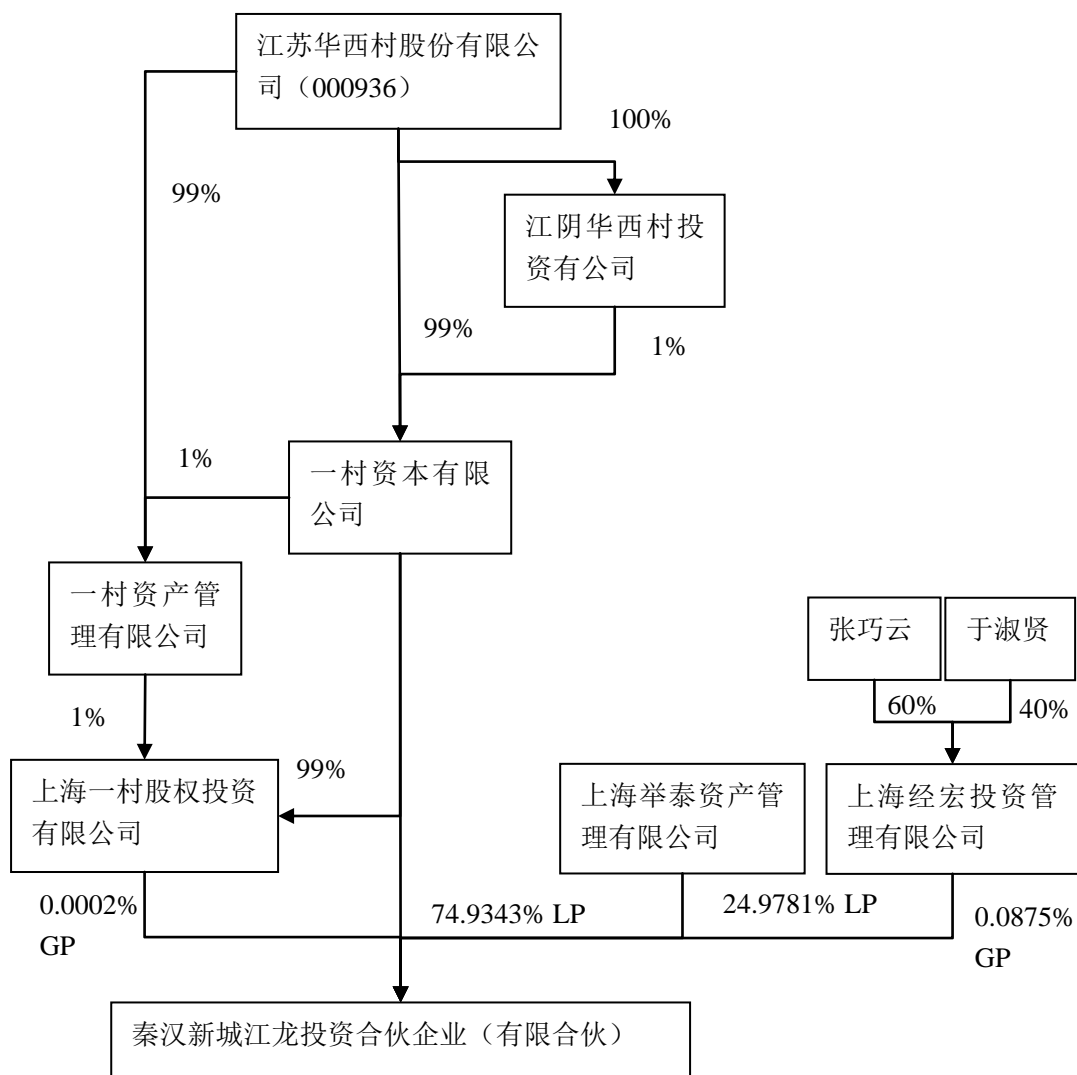 江苏华西村股份有限公
司（000936）
100%
99%
江阴华西村投
资有公司
99%
1%
1%
一村资本有限
公司
一村资产管
理有限公司
张巧云
于淑贤
60%
40%
1%
99%
上海一村股权投资
有限公司
上海举泰资产管
理有限公司
上海经宏投资管
理有限公司
0.0002%
GP
74.9343% LP
24.9781% LP
0.0875%
GP
秦汉新城江龙投资合伙企业（有限合伙）